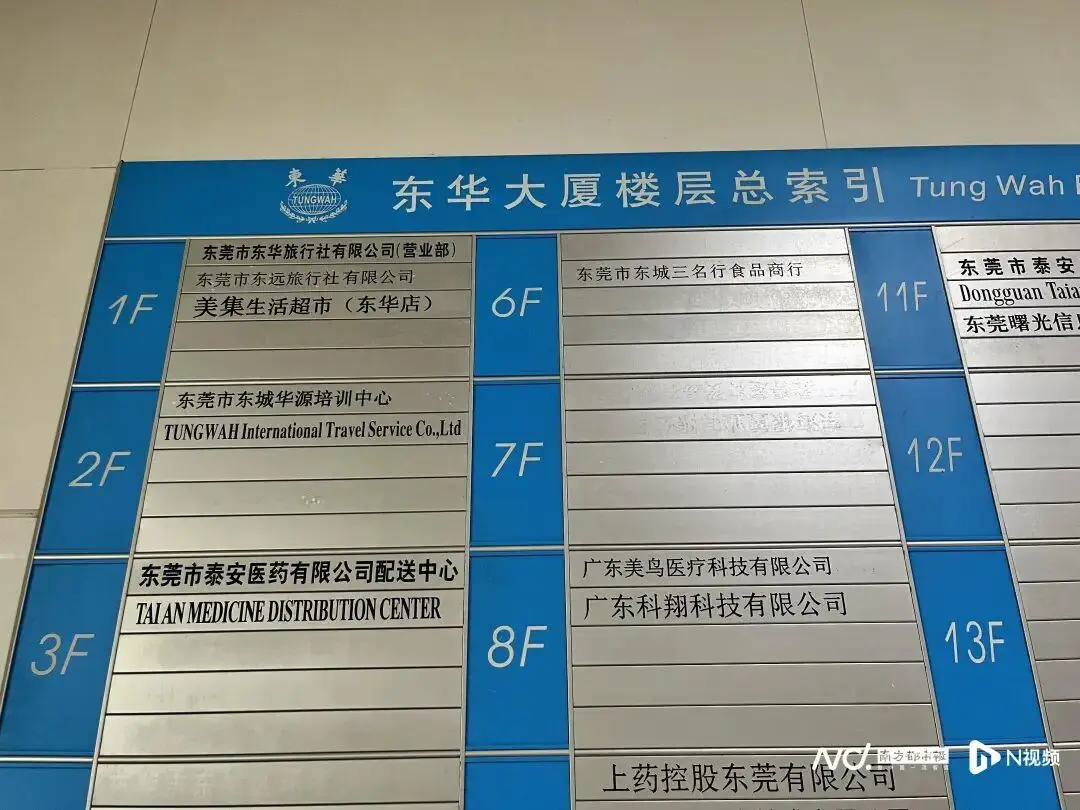 東華
TUNGWAH
东华大厦楼层总索引 Tung Wah
1F
东莞市东华旅行社有限公司(营业部)
东莞市东远旅行社有限公司
美集生活超市（东华店）
2F
东莞市东城华源培训中心
TUNGWAH International Travel Service Co.,Ltd
3F
东莞市泰安医药有限公司配送中心
TAI AN MEDICINE DISTRIBUTION CENTER
6F
东莞市东城三名行食品商行
7F
8F
广东美鸟医疗科技有限公司
广东科翔科技有限公司
上药控股东莞有限公司
11F
东莞市泰安
Dongguan Taia
东莞曙光信息
12F
13F
南方都市报
N视频